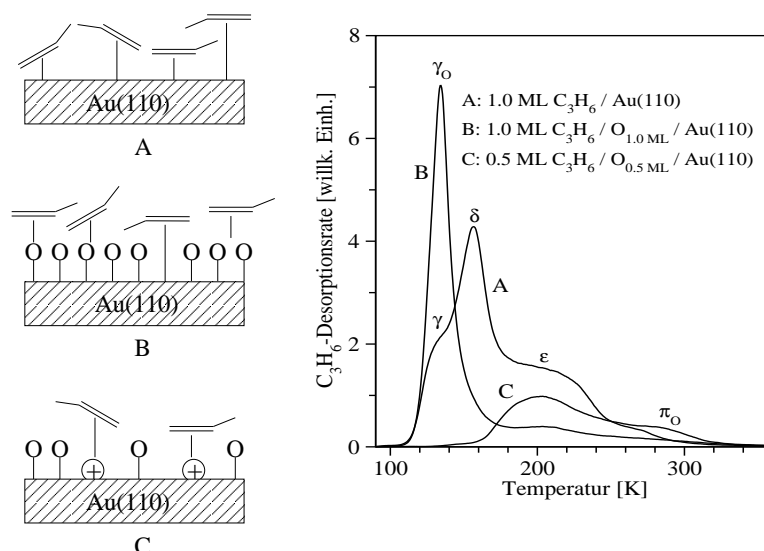 Au(110)
A
O O O O O O O O
Au(110)
B
O O O O
+ +
Au(110)
C
8
6
4
2
0
C₃H₆-Desorptionsrate [willk. Einh.]
γ_O
A: 1.0 ML C₃H₆ / Au(110)
B: 1.0 ML C₃H₆ / O₁.₀ ML / Au(110)
C: 0.5 ML C₃H₆ / O₀.₅ ML / Au(110)
B
δ
A
γ
ε
C
π_O
100 200 300
Temperatur [K]